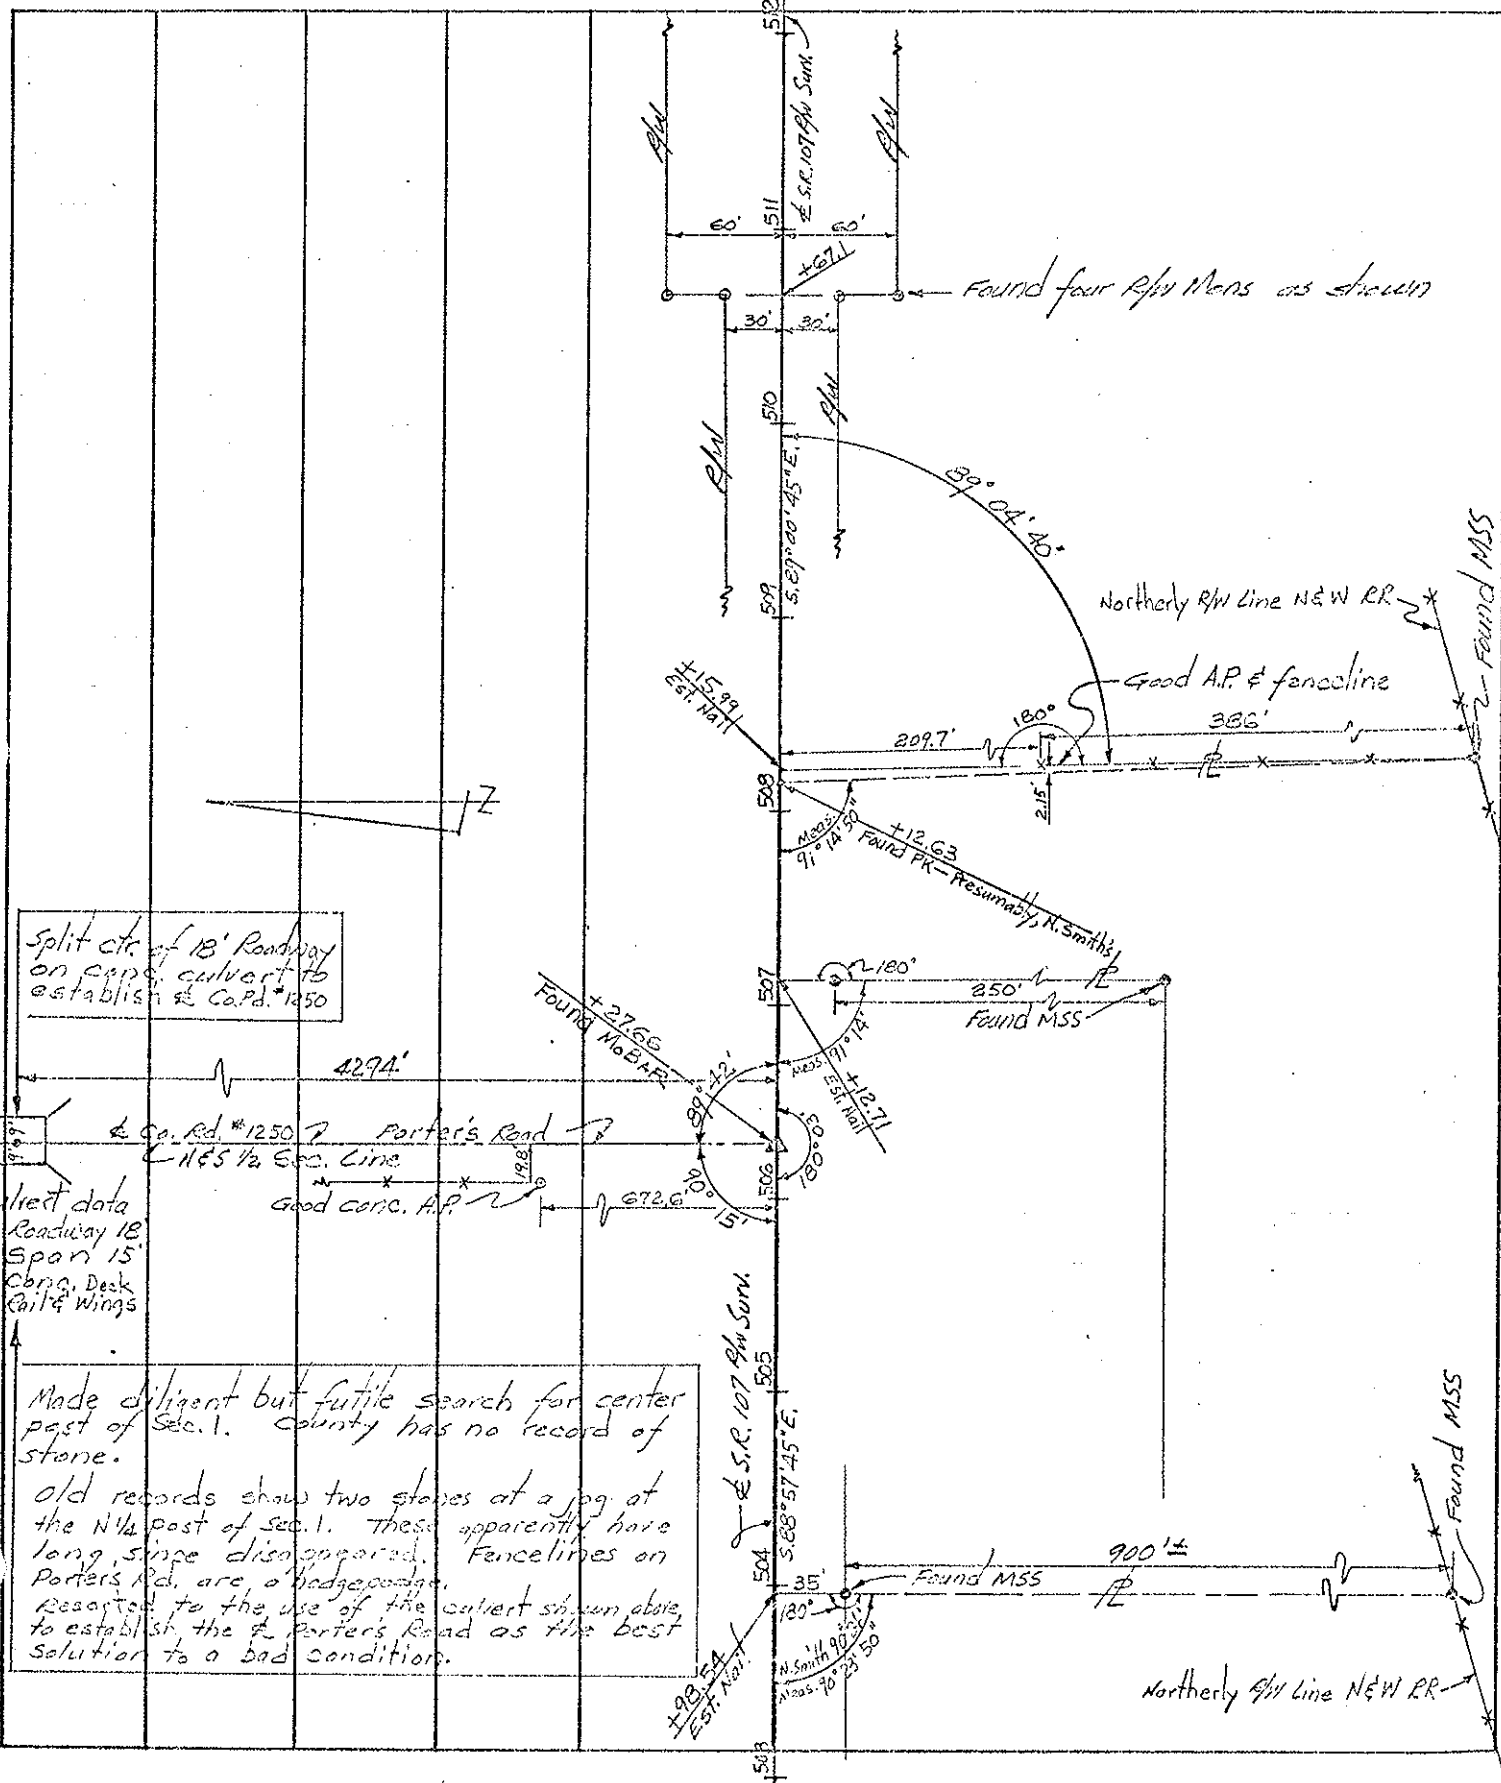 512
℄ S.R. 107 R/W Surv.
R/W
R/W
60'
511
60'
+67.1
Found four R/W Mons as shown
30'
30'
R/W
R/W
510
S.89°00'45"E.
89°04'40"
509
Northerly R/W Line N&W RR
Found MSS
+15.99
Est. Nail
Good A.P. & fenceline
209.7'
180°
386'
℄
2.15'
508
Meas.
91°14'50"
+12.63
Found PK - Presumably, N. Smith's
Z
Split ctr. of 18' Roadway
on conc. culvert to
establish ℄ Co.Rd. #1250
507
180°
250'
Found MSS
Meas. 91°14'
+12.71
Est. Nail
+27.66
Found MoBAR
4294'
89°42'
℄ Co. Rd. #1250
Porter's Road
N&S 1/2 Sec. Line
19.8'
Good conc. A.P.
672.6'
90°15'
506
180°03'
Roadway 18'
Span 15'
Conc. Deck
Rail & Wings
℄ S.R. 107 R/W Surv.
505
S.88°57'45"E.
Made diligent but futile search for center
post of Sec.1. County has no record of
stone.
Old records show two stones at a jog at
the N1/4 post of Sec.1. These apparently have
long since disappeared. Fencelines on
Porters Rd. are a hodgepodge.
Resorted to the use of the culvert shown above,
to establish the ℄ Porter's Road as the best
solution to a bad condition.
504
35'
180°
Found MSS
900'±
Found MSS
N. Smith 90°
Meas. 90°23'50"
+98.54
Est. Nail
Northerly R/W Line N&W RR
503